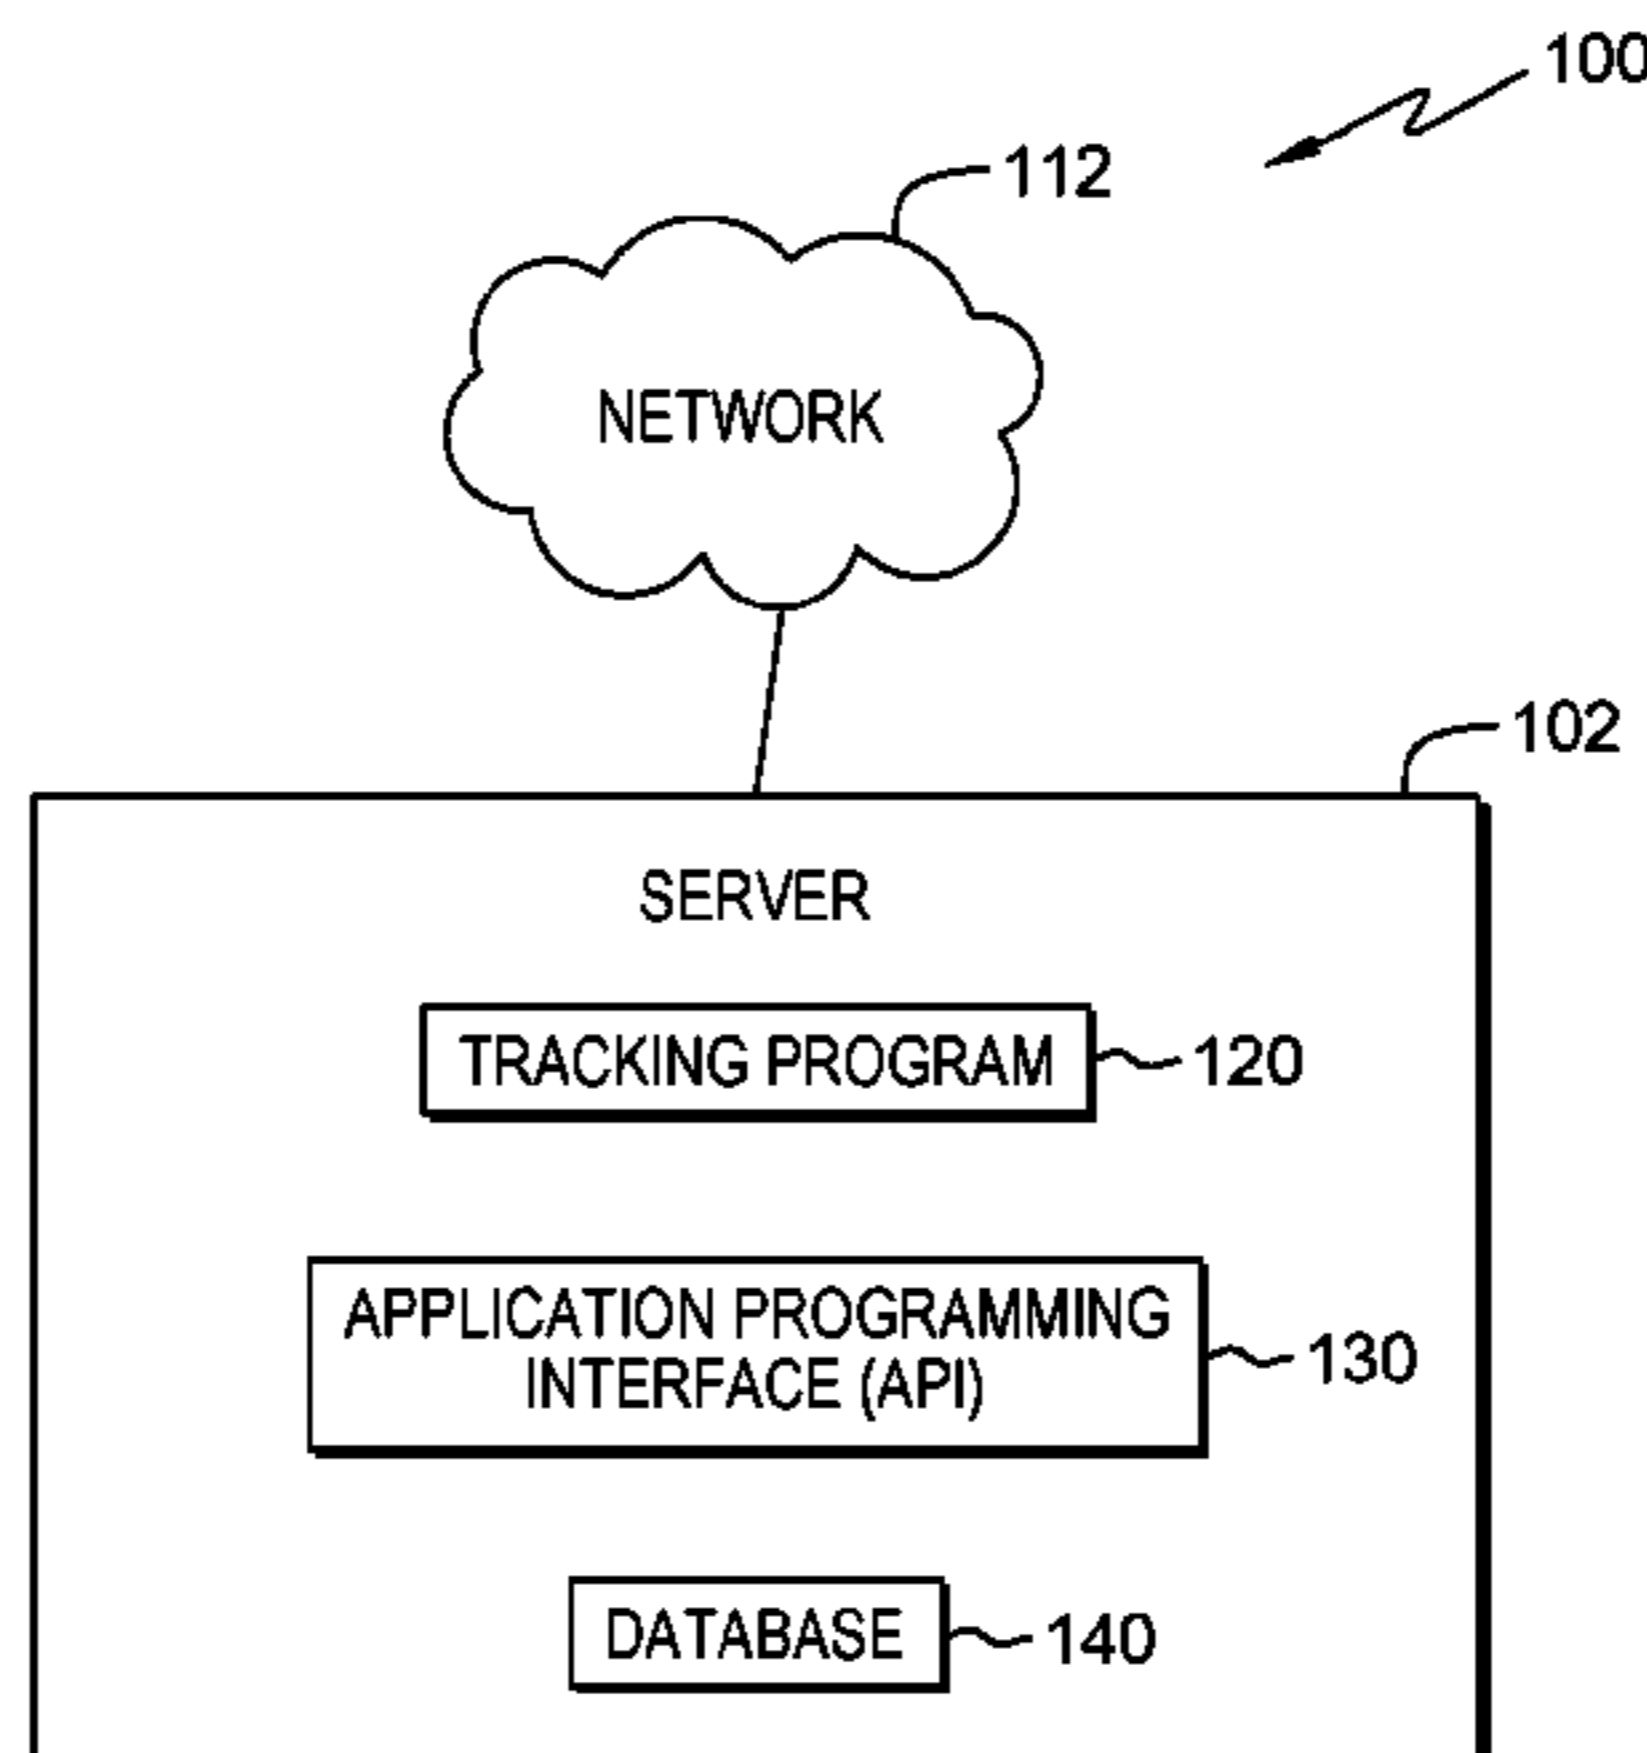 100
112
NETWORK
102
SERVER
TRACKING PROGRAM
120
APPLICATION PROGRAMMING
INTERFACE (API)
130
DATABASE
140